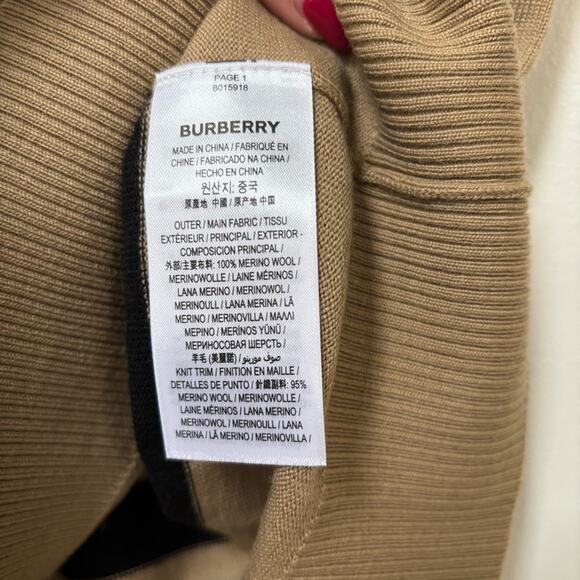 PAGE 1
8015918
BURBERRY
MADE IN CHINA / FABRIQUÉ EN
CHINE / FABRICADO NA CHINA /
HECHO EN CHINA
원산지: 중국
原產地 中國 / 原产地 中国
OUTER / MAIN FABRIC / TISSU
EXTÉRIEUR / PRINCIPAL / EXTERIOR -
COMPOSICIÓN PRINCIPAL /
外部/主要布料: 100% MERINO WOOL /
MERINOWOLLE / LAINE MÉRINOS /
LANA MERINO / MERINOWOL /
MERINOULL / LANA MERINA / LÃ
MERINO / MERINOVILLA / ΜΑΛΛΙ
ΜΕΡΙΝΟ / MERİNOS YÜNÜ /
МЕРИНОСОВАЯ ШЕРСТЬ /
羊毛 (美麗諾) / صوف مورينو /
KNIT TRIM / FINITION EN MAILLE /
DETALLES DE PUNTO / 針織副料: 95%
MERINO WOOL / MERINOWOLLE /
LAINE MÉRINOS / LANA MERINO /
MERINOWOL / MERINOULL / LANA
MERINA / LÃ MERINO / MERINOVILLA /